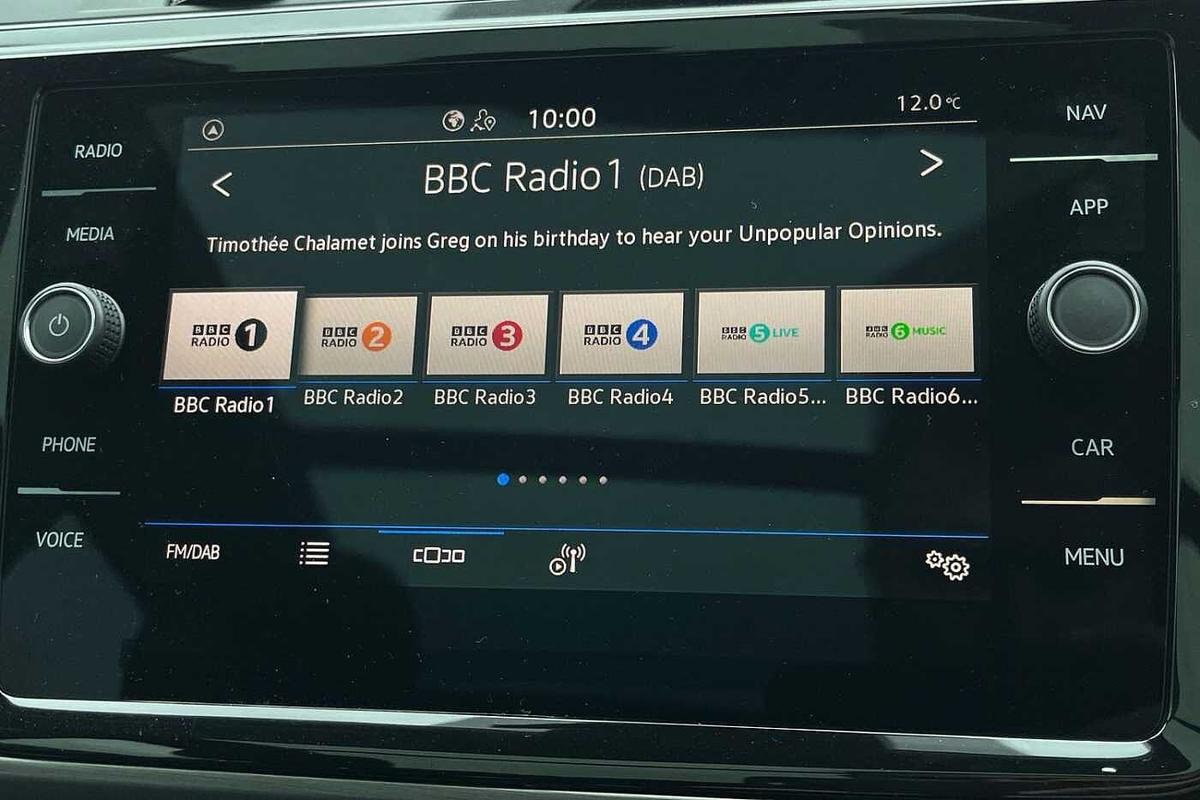 10:00
12.0°C
RADIO
NAV
BBC Radio1 (DAB)
MEDIA
APP
Timothée Chalamet joins Greg on his birthday to hear your Unpopular Opinions.
BBC RADIO 1
BBC RADIO 2
BBC RADIO 3
BBC RADIO 4
BBC RADIO 5 LIVE
BBC RADIO 6 MUSIC
BBC Radio1
BBC Radio2
BBC Radio3
BBC Radio4
BBC Radio5...
BBC Radio6...
PHONE
CAR
VOICE
FM/DAB
MENU